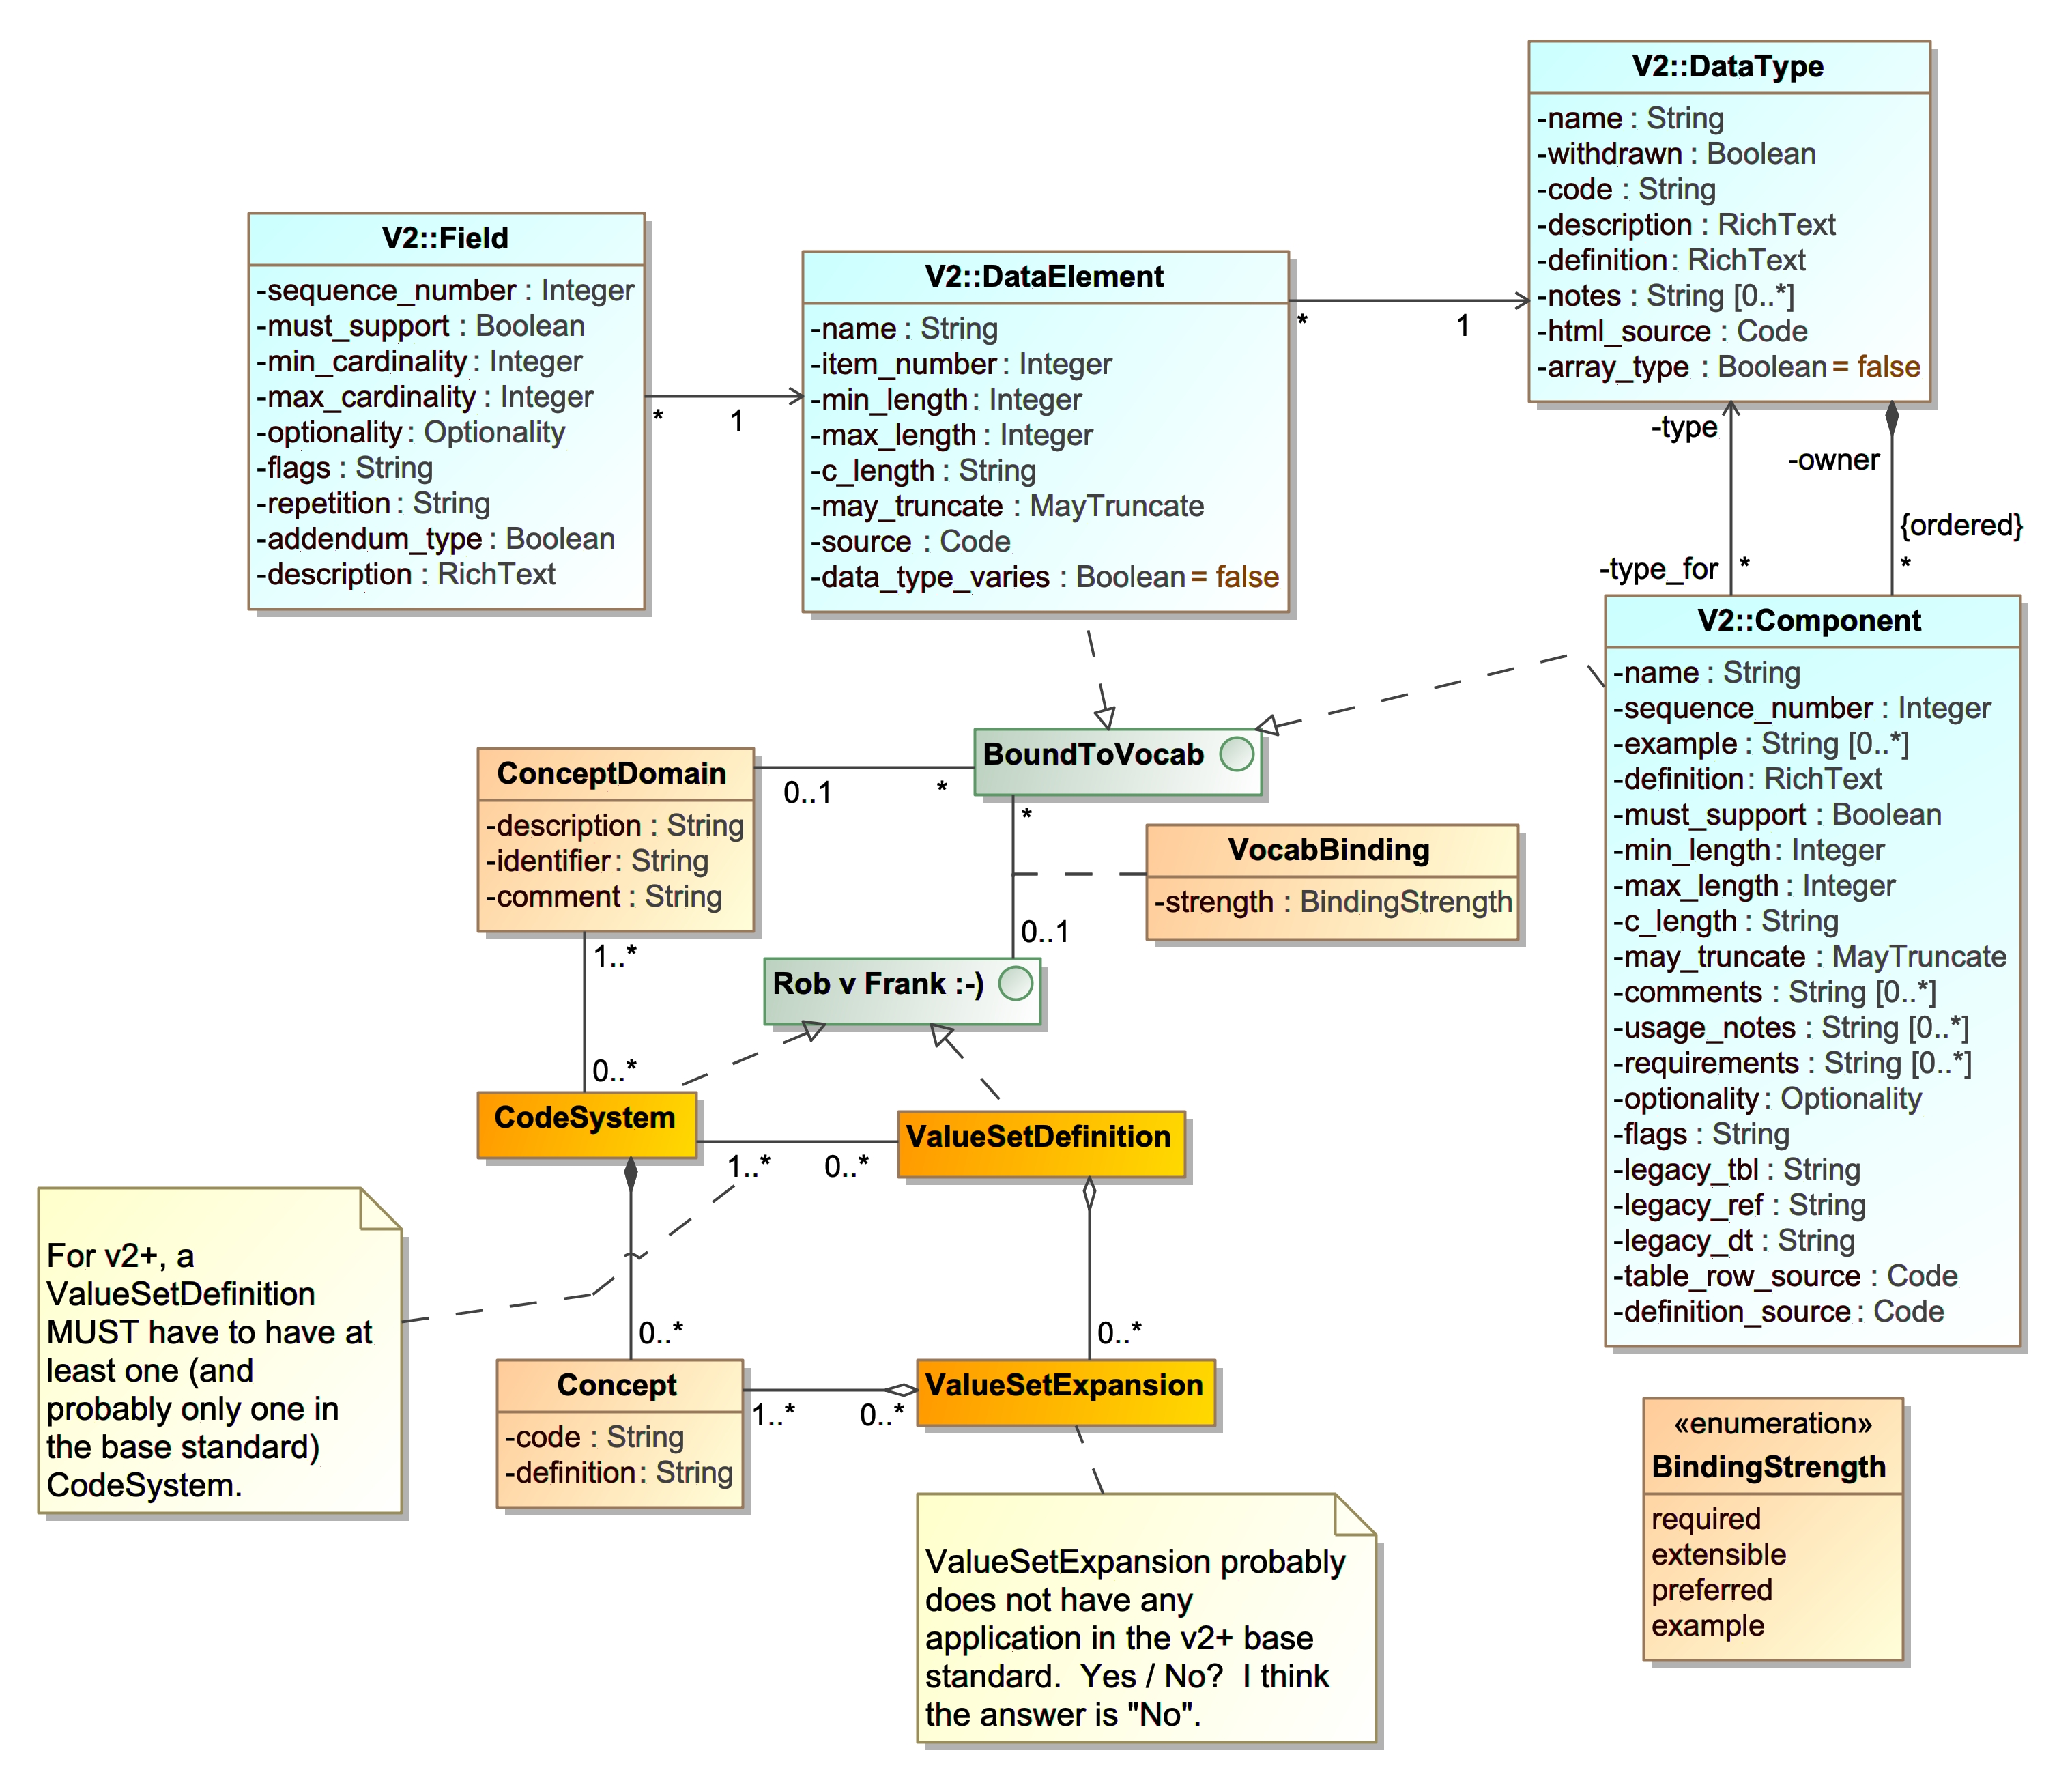 V2::DataType
-name : String
-withdrawn : Boolean
-code : String
-description : RichText
-definition : RichText
-notes : String [0..*]
-html_source : Code
-array_type : Boolean = false
V2::Field
-sequence_number : Integer
-must_support : Boolean
-min_cardinality : Integer
-max_cardinality : Integer
-optionality : Optionality
-flags : String
-repetition : String
-addendum_type : Boolean
-description : RichText
* 1
V2::DataElement
-name : String
-item_number : Integer
-min_length : Integer
-max_length : Integer
-c_length : String
-may_truncate : MayTruncate
-source : Code
-data_type_varies : Boolean = false
* 1
-type
-owner
{ordered}
-type_for * *
V2::Component
-name : String
-sequence_number : Integer
-example : String [0..*]
-definition : RichText
-must_support : Boolean
-min_length : Integer
-max_length : Integer
-c_length : String
-may_truncate : MayTruncate
-comments : String [0..*]
-usage_notes : String [0..*]
-requirements : String [0..*]
-optionality : Optionality
-flags : String
-legacy_tbl : String
-legacy_ref : String
-legacy_dt : String
-table_row_source : Code
-definition_source : Code
BoundToVocab
ConceptDomain
-description : String
-identifier : String
-comment : String
0..1 *
*
VocabBinding
-strength : BindingStrength
0..1
1..*
Rob v Frank :-)
0..*
CodeSystem
ValueSetDefinition
1..* 0..*
For v2+, a
ValueSetDefinition
MUST have to have at
least one (and
probably only one in
the base standard)
CodeSystem.
0..*
0..*
Concept
-code : String
-definition : String
1..* 0..*
ValueSetExpansion
ValueSetExpansion probably
does not have any
application in the v2+ base
standard.  Yes / No?  I think
the answer is "No".
«enumeration»
BindingStrength
required
extensible
preferred
example